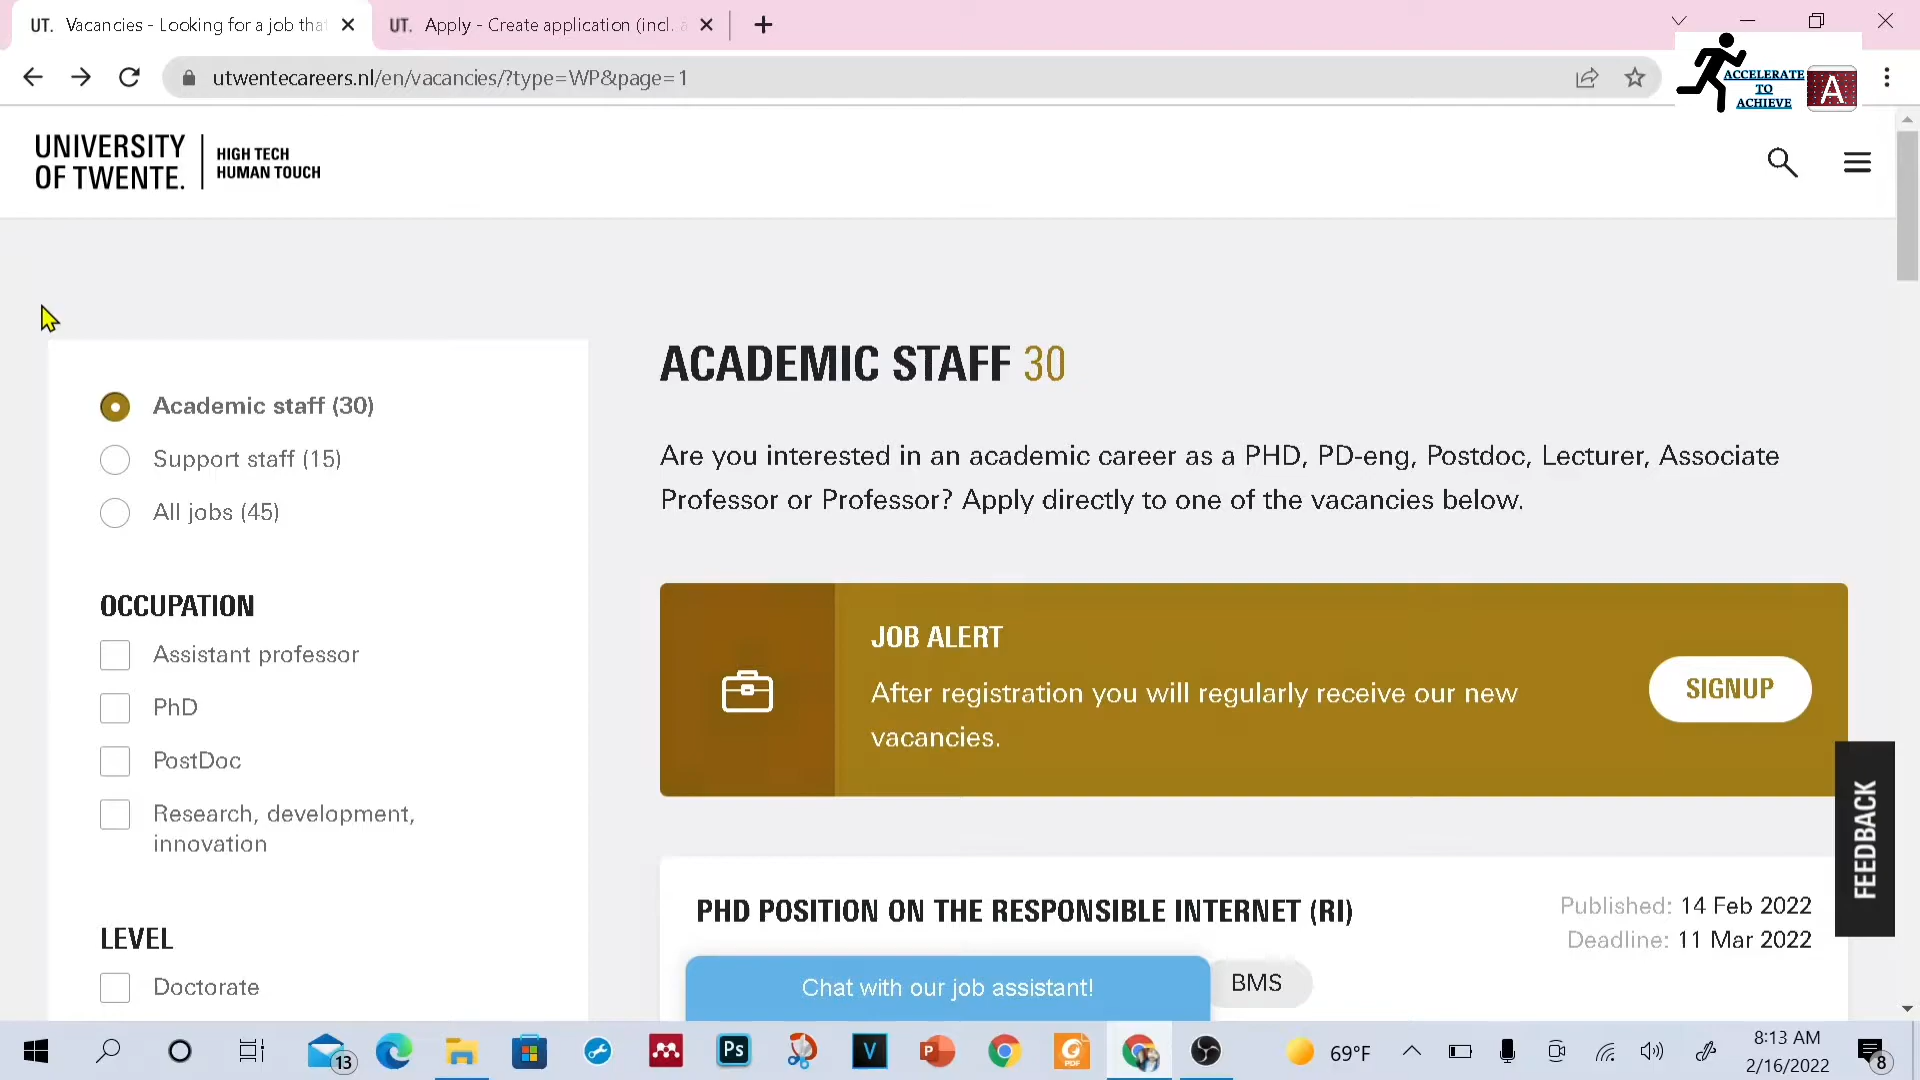 UT. Vacancies - Looking for a job tha
UT. Apply - Create application (incl. a
utwentecareers.nl/en/vacancies/?type=WP&page=1
ACCELERATE
TO
ACHIEVE
A
UNIVERSITY
OF TWENTE.
HIGH TECH
HUMAN TOUCH
Academic staff (30)
Support staff (15)
All jobs (45)
OCCUPATION
Assistant professor
PhD
PostDoc
Research, development,
innovation
LEVEL
Doctorate
ACADEMIC STAFF 30
Are you interested in an academic career as a PHD, PD-eng, Postdoc, Lecturer, Associate
Professor or Professor? Apply directly to one of the vacancies below.
JOB ALERT
After registration you will regularly receive our new
vacancies.
SIGNUP
FEEDBACK
PHD POSITION ON THE RESPONSIBLE INTERNET (RI)
Published: 14 Feb 2022
Deadline: 11 Mar 2022
BMS
Chat with our job assistant!
13
Ps
V
P
PDF
69°F
8:13 AM
2/16/2022
8